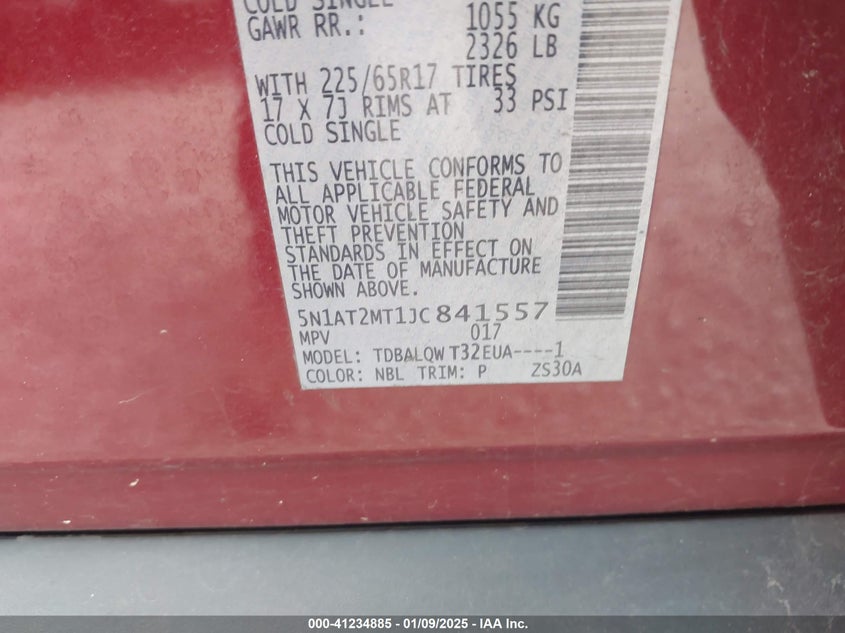 COLD SINGLE
GAWR RR.: 1055 KG
2326 LB
WITH 225/65R17 TIRES
17 X 7J RIMS AT 33 PSI
COLD SINGLE
THIS VEHICLE CONFORMS TO
ALL APPLICABLE FEDERAL
MOTOR VEHICLE SAFETY AND
THEFT PREVENTION
STANDARDS IN EFFECT ON
THE DATE OF MANUFACTURE
SHOWN ABOVE.
5N1AT2MT1JC841557
MPV 017
MODEL: TDBALQW T32EUA----1
COLOR: NBL TRIM: P ZS30A
000-41234885 - 01/09/2025 - IAA, Inc.